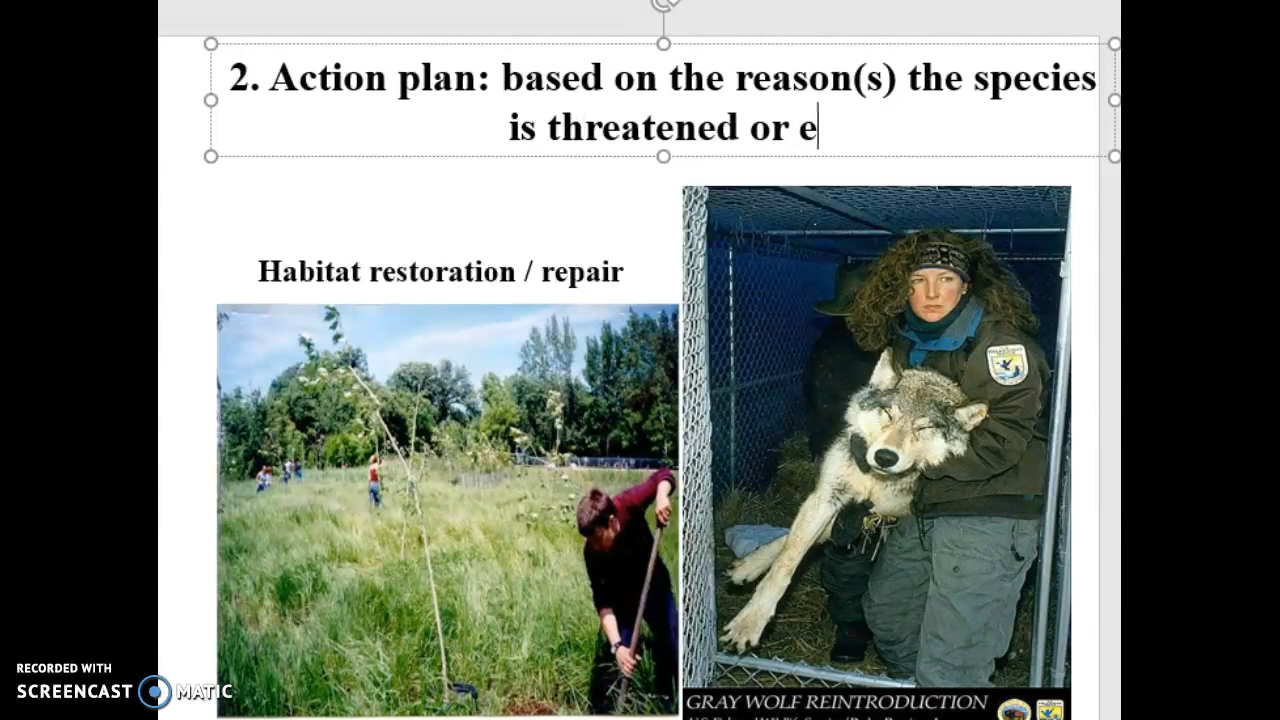 2. Action plan: based on the reason(s) the species
is threatened or e
Habitat restoration / repair
GRAY WOLF REINTRODUCTION
RECORDED WITH
SCREENCAST MATIC